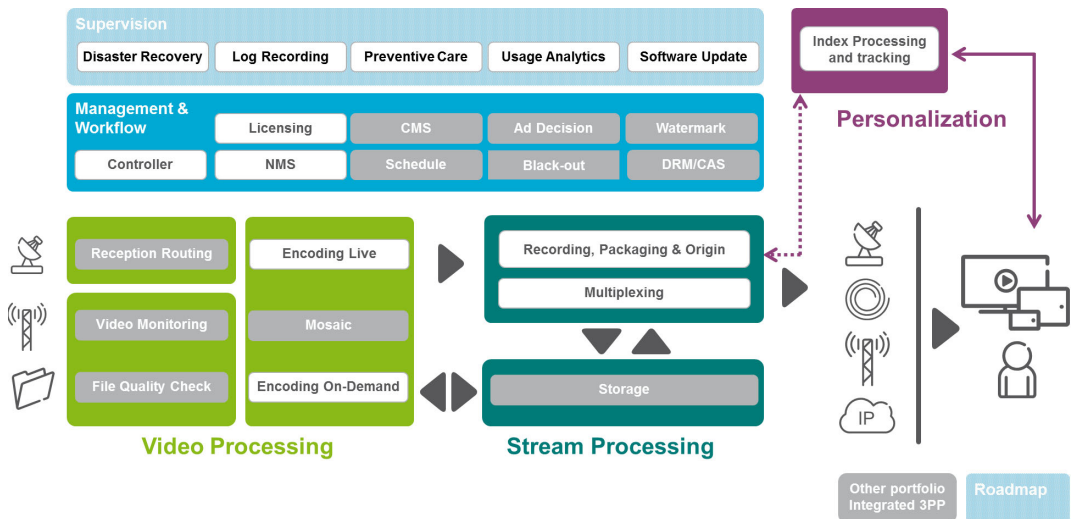 Supervision
Disaster Recovery
Log Recording
Preventive Care
Usage Analytics
Software Update
Index Processing
and tracking
Personalization
Management &
Workflow
Licensing
CMS
Ad Decision
Watermark
Controller
NMS
Schedule
Black-out
DRM/CAS
Reception Routing
Encoding Live
Recording, Packaging & Origin
Multiplexing
Video Monitoring
Mosaic
File Quality Check
Encoding On-Demand
Storage
IP
Video Processing
Stream Processing
Other portfolio
Integrated 3PP
Roadmap